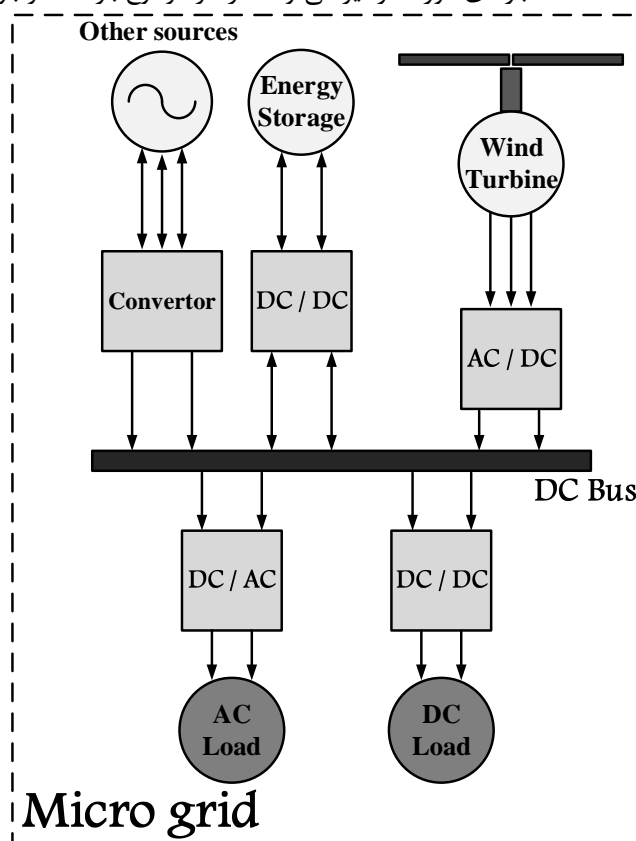 Other sources
Energy
Storage
Wind
Turbine
Convertor
DC / DC
AC / DC
DC Bus
DC / AC
DC / DC
AC
Load
DC
Load
Micro grid